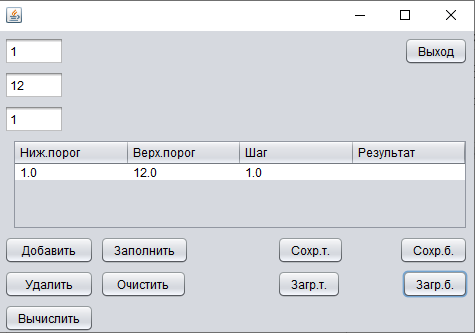 1
Выход
12
1
Ниж.порог Верх.порог Шаг Результат
1.0 12.0 1.0
Добавить Заполнить Сохр.т. Сохр.б.
Удалить Очистить Загр.т. Загр.б.
Вычислить